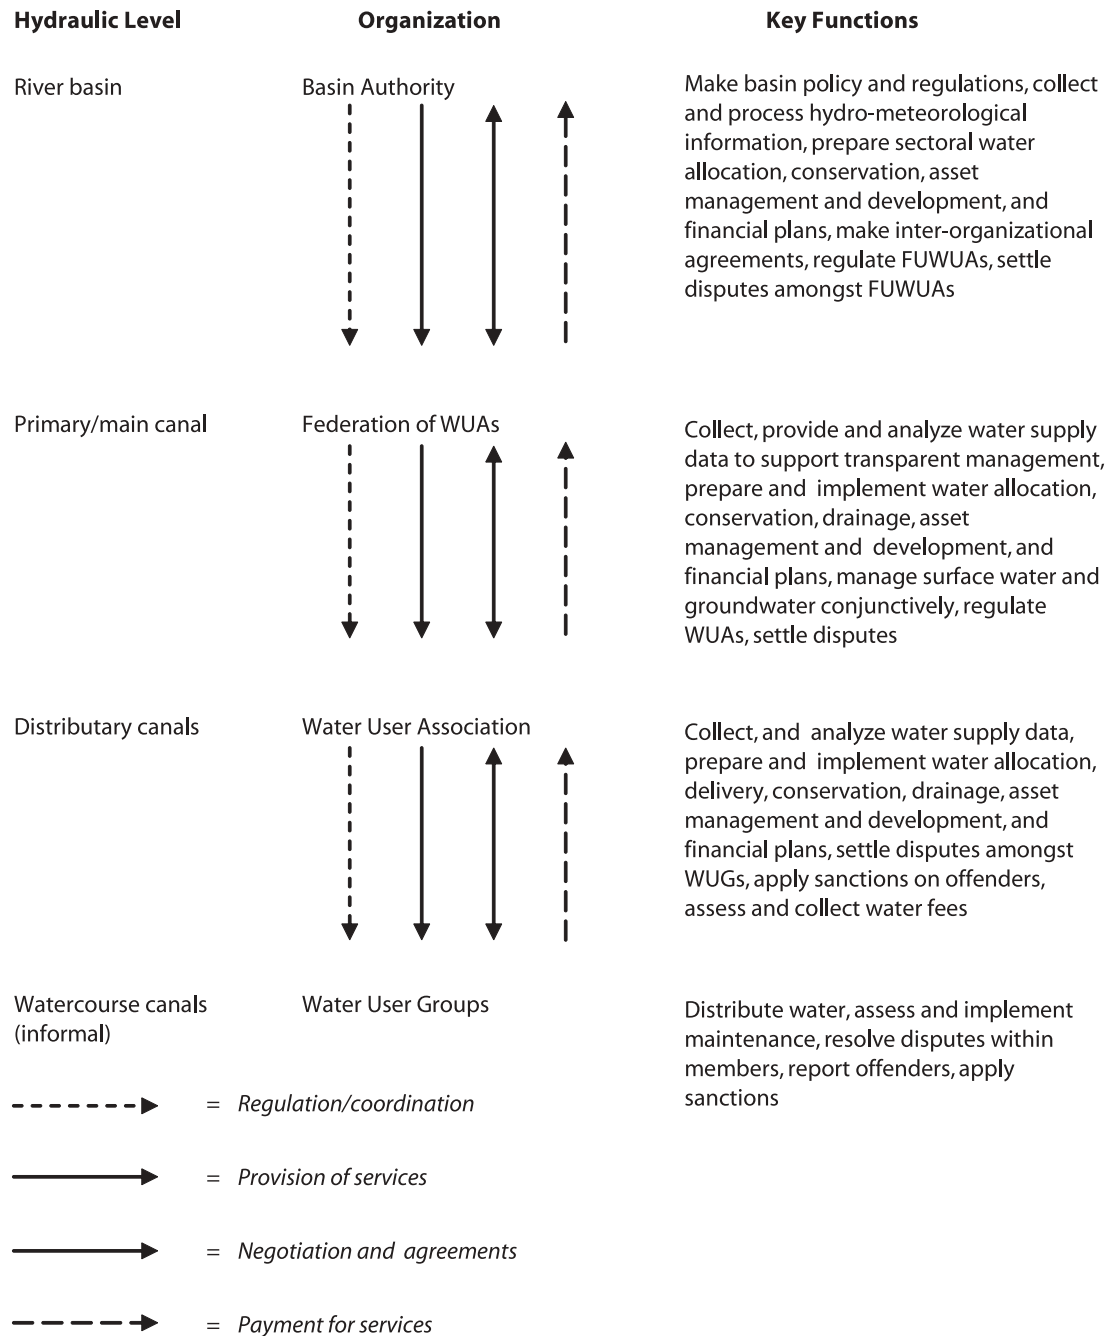 Hydraulic Level Organization Key Functions
River basin Basin Authority
Make basin policy and regulations, collect
and process hydro-meteorological
information, prepare sectoral water
allocation, conservation, asset
management and development, and
financial plans, make inter-organizational
agreements, regulate FUWUAs, settle
disputes amongst FUWUAs
Primary/main canal Federation of WUAs
Collect, provide and analyze water supply
data to support transparent management,
prepare and implement water allocation,
conservation, drainage, asset
management and development, and
financial plans, manage surface water and
groundwater conjunctively, regulate
WUAs, settle disputes
Distributary canals Water User Association
Collect, and analyze water supply data,
prepare and implement water allocation,
delivery, conservation, drainage, asset
management and development, and
financial plans, settle disputes amongst
WUGs, apply sanctions on offenders,
assess and collect water fees
Watercourse canals Water User Groups
(informal)
Distribute water, assess and implement
maintenance, resolve disputes within
members, report offenders, apply
sanctions
= Regulation/coordination
= Provision of services
= Negotiation and agreements
= Payment for services